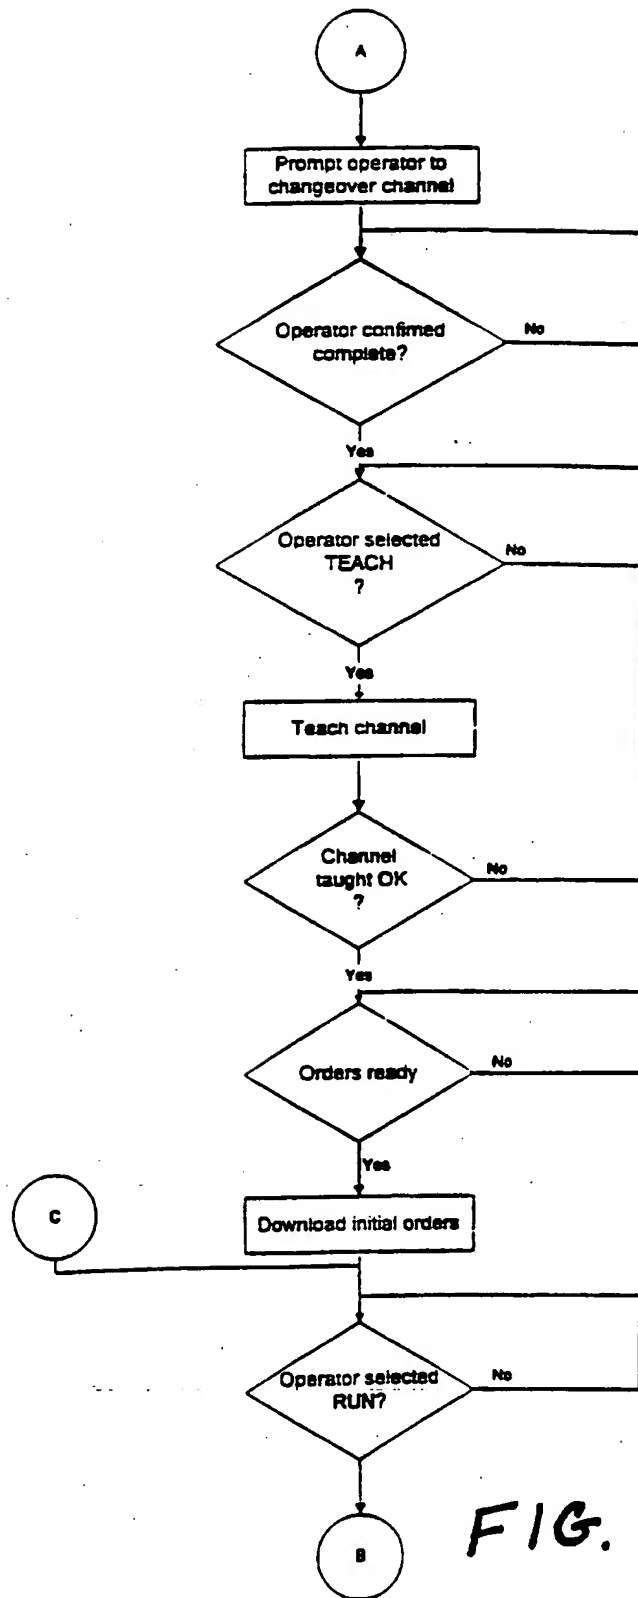 A
Prompt operator to
changeover channel
Operator confirmed
complete?
No
Yes
Operator selected
TEACH
?
No
Yes
Teach channel
Channel
taught OK
?
No
Yes
Orders ready
No
Yes
C
Download initial orders
Operator selected
RUN?
No
B
FIG.